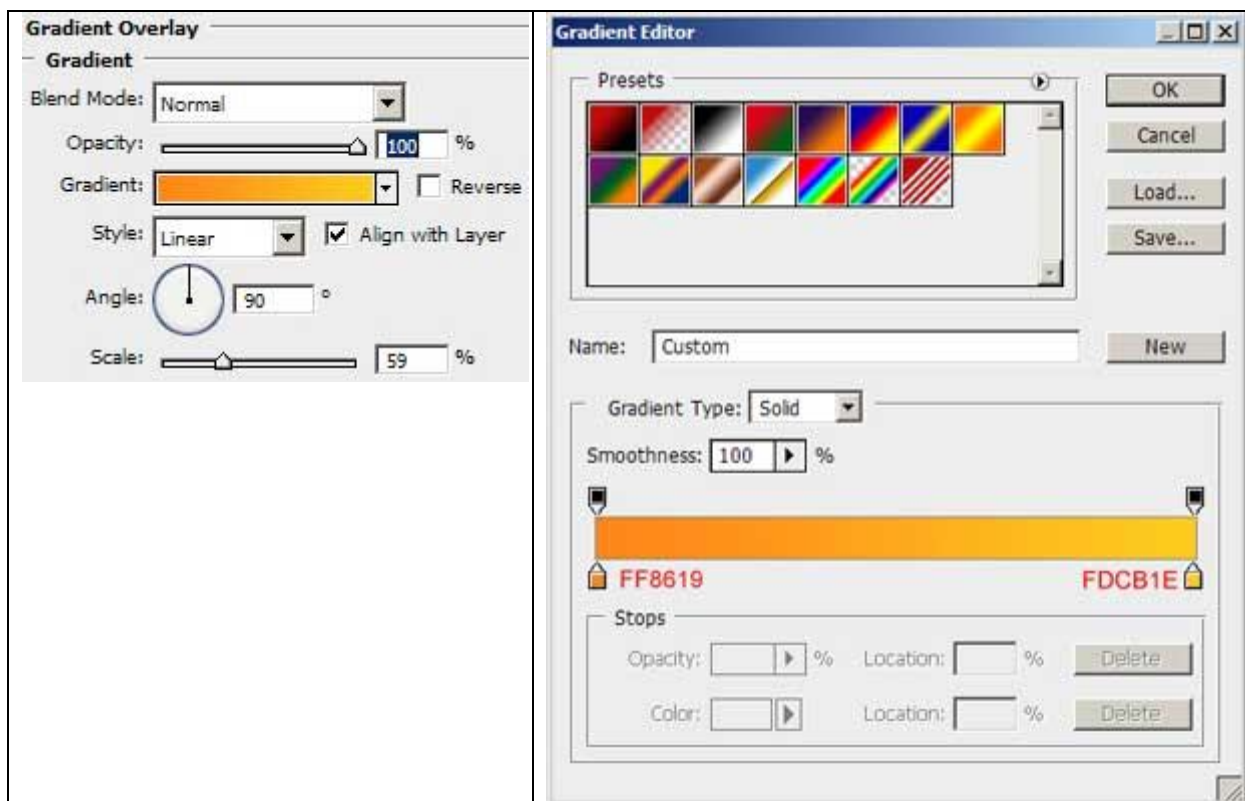 Gradient Overlay
Gradient
Blend Mode: Normal
Opacity: 100 %
Gradient: Reverse
Style: Linear Align with Layer
Angle: 90 °
Scale: 59 %
Gradient Editor
Presets
OK
Cancel
Load...
Save...
Name: Custom New
Gradient Type: Solid
Smoothness: 100 %
FF8619 FDCB1E
Stops
Opacity: % Location: % Delete
Color: Location: % Delete